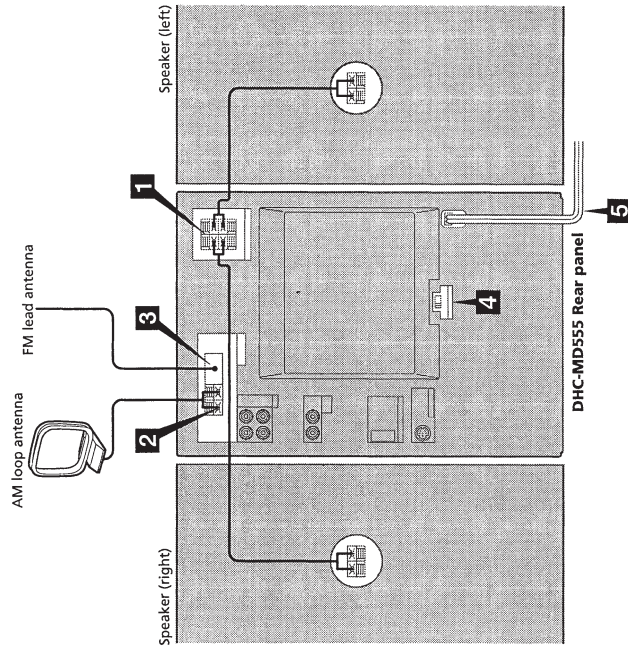 AM loop antenna
FM lead antenna
Speaker (right)
Speaker (left)
1
2
3
4
5
DHC-MD555 Rear panel